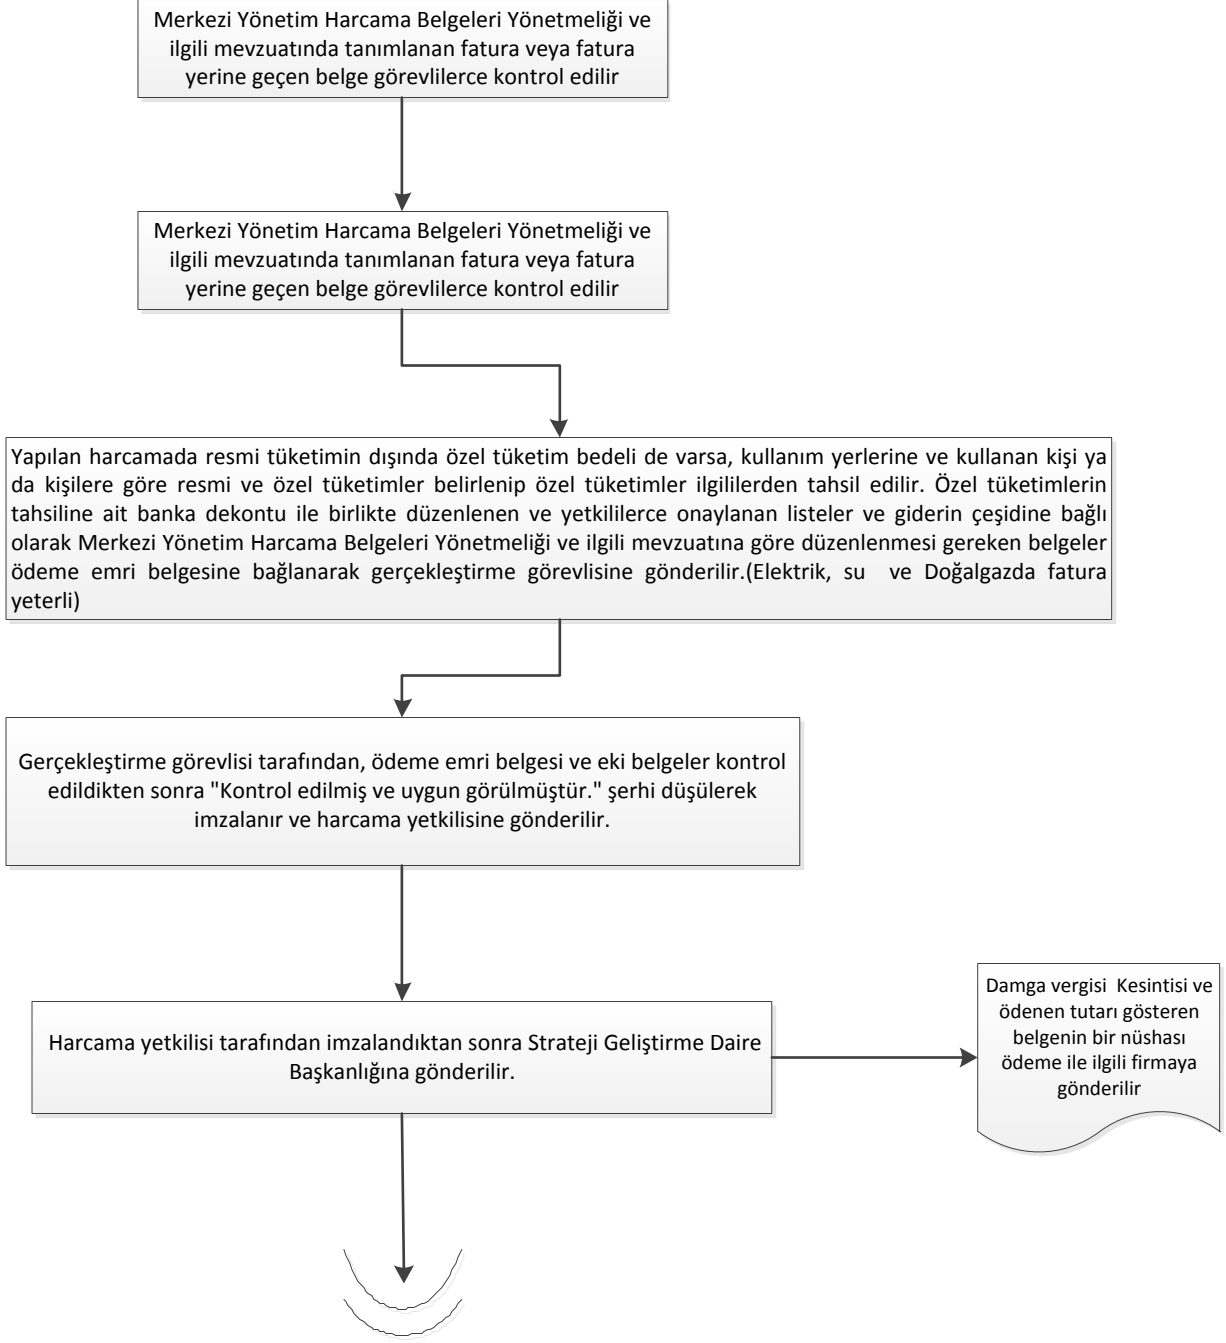 Merkezi Yönetim Harcama Belgeleri Yönetmeliği ve
ilgili mevzuatında tanımlanan fatura veya fatura
yerine geçen belge görevlilerce kontrol edilir
Merkezi Yönetim Harcama Belgeleri Yönetmeliği ve
ilgili mevzuatında tanımlanan fatura veya fatura
yerine geçen belge görevlilerce kontrol edilir
Yapılan harcamada resmi tüketimin dışında özel tüketim bedeli de varsa, kullanım yerlerine ve kullanan kişi ya
da kişilere göre resmi ve özel tüketimler belirlenip özel tüketimler ilgililerden tahsil edilir. Özel tüketimlerin
tahsiline ait banka dekontu ile birlikte düzenlenen ve yetkililerce onaylanan listeler ve giderin çeşidine bağlı
olarak Merkezi Yönetim Harcama Belgeleri Yönetmeliği ve ilgili mevzuatına göre düzenlenmesi gereken belgeler
ödeme emri belgesine bağlanarak gerçekleştirme görevlisine gönderilir.(Elektrik, su ve Doğalgazda fatura
yeterli)
Gerçekleştirme görevlisi tarafından, ödeme emri belgesi ve eki belgeler kontrol
edildikten sonra "Kontrol edilmiş ve uygun görülmüştür." şerhi düşülerek
imzalanır ve harcama yetkilisine gönderilir.
Harcama yetkilisi tarafından imzalandıktan sonra Strateji Geliştirme Daire
Başkanlığına gönderilir.
Damga vergisi Kesintisi ve
ödenen tutarı gösteren
belgenin bir nüshası
ödeme ile ilgili firmaya
gönderilir